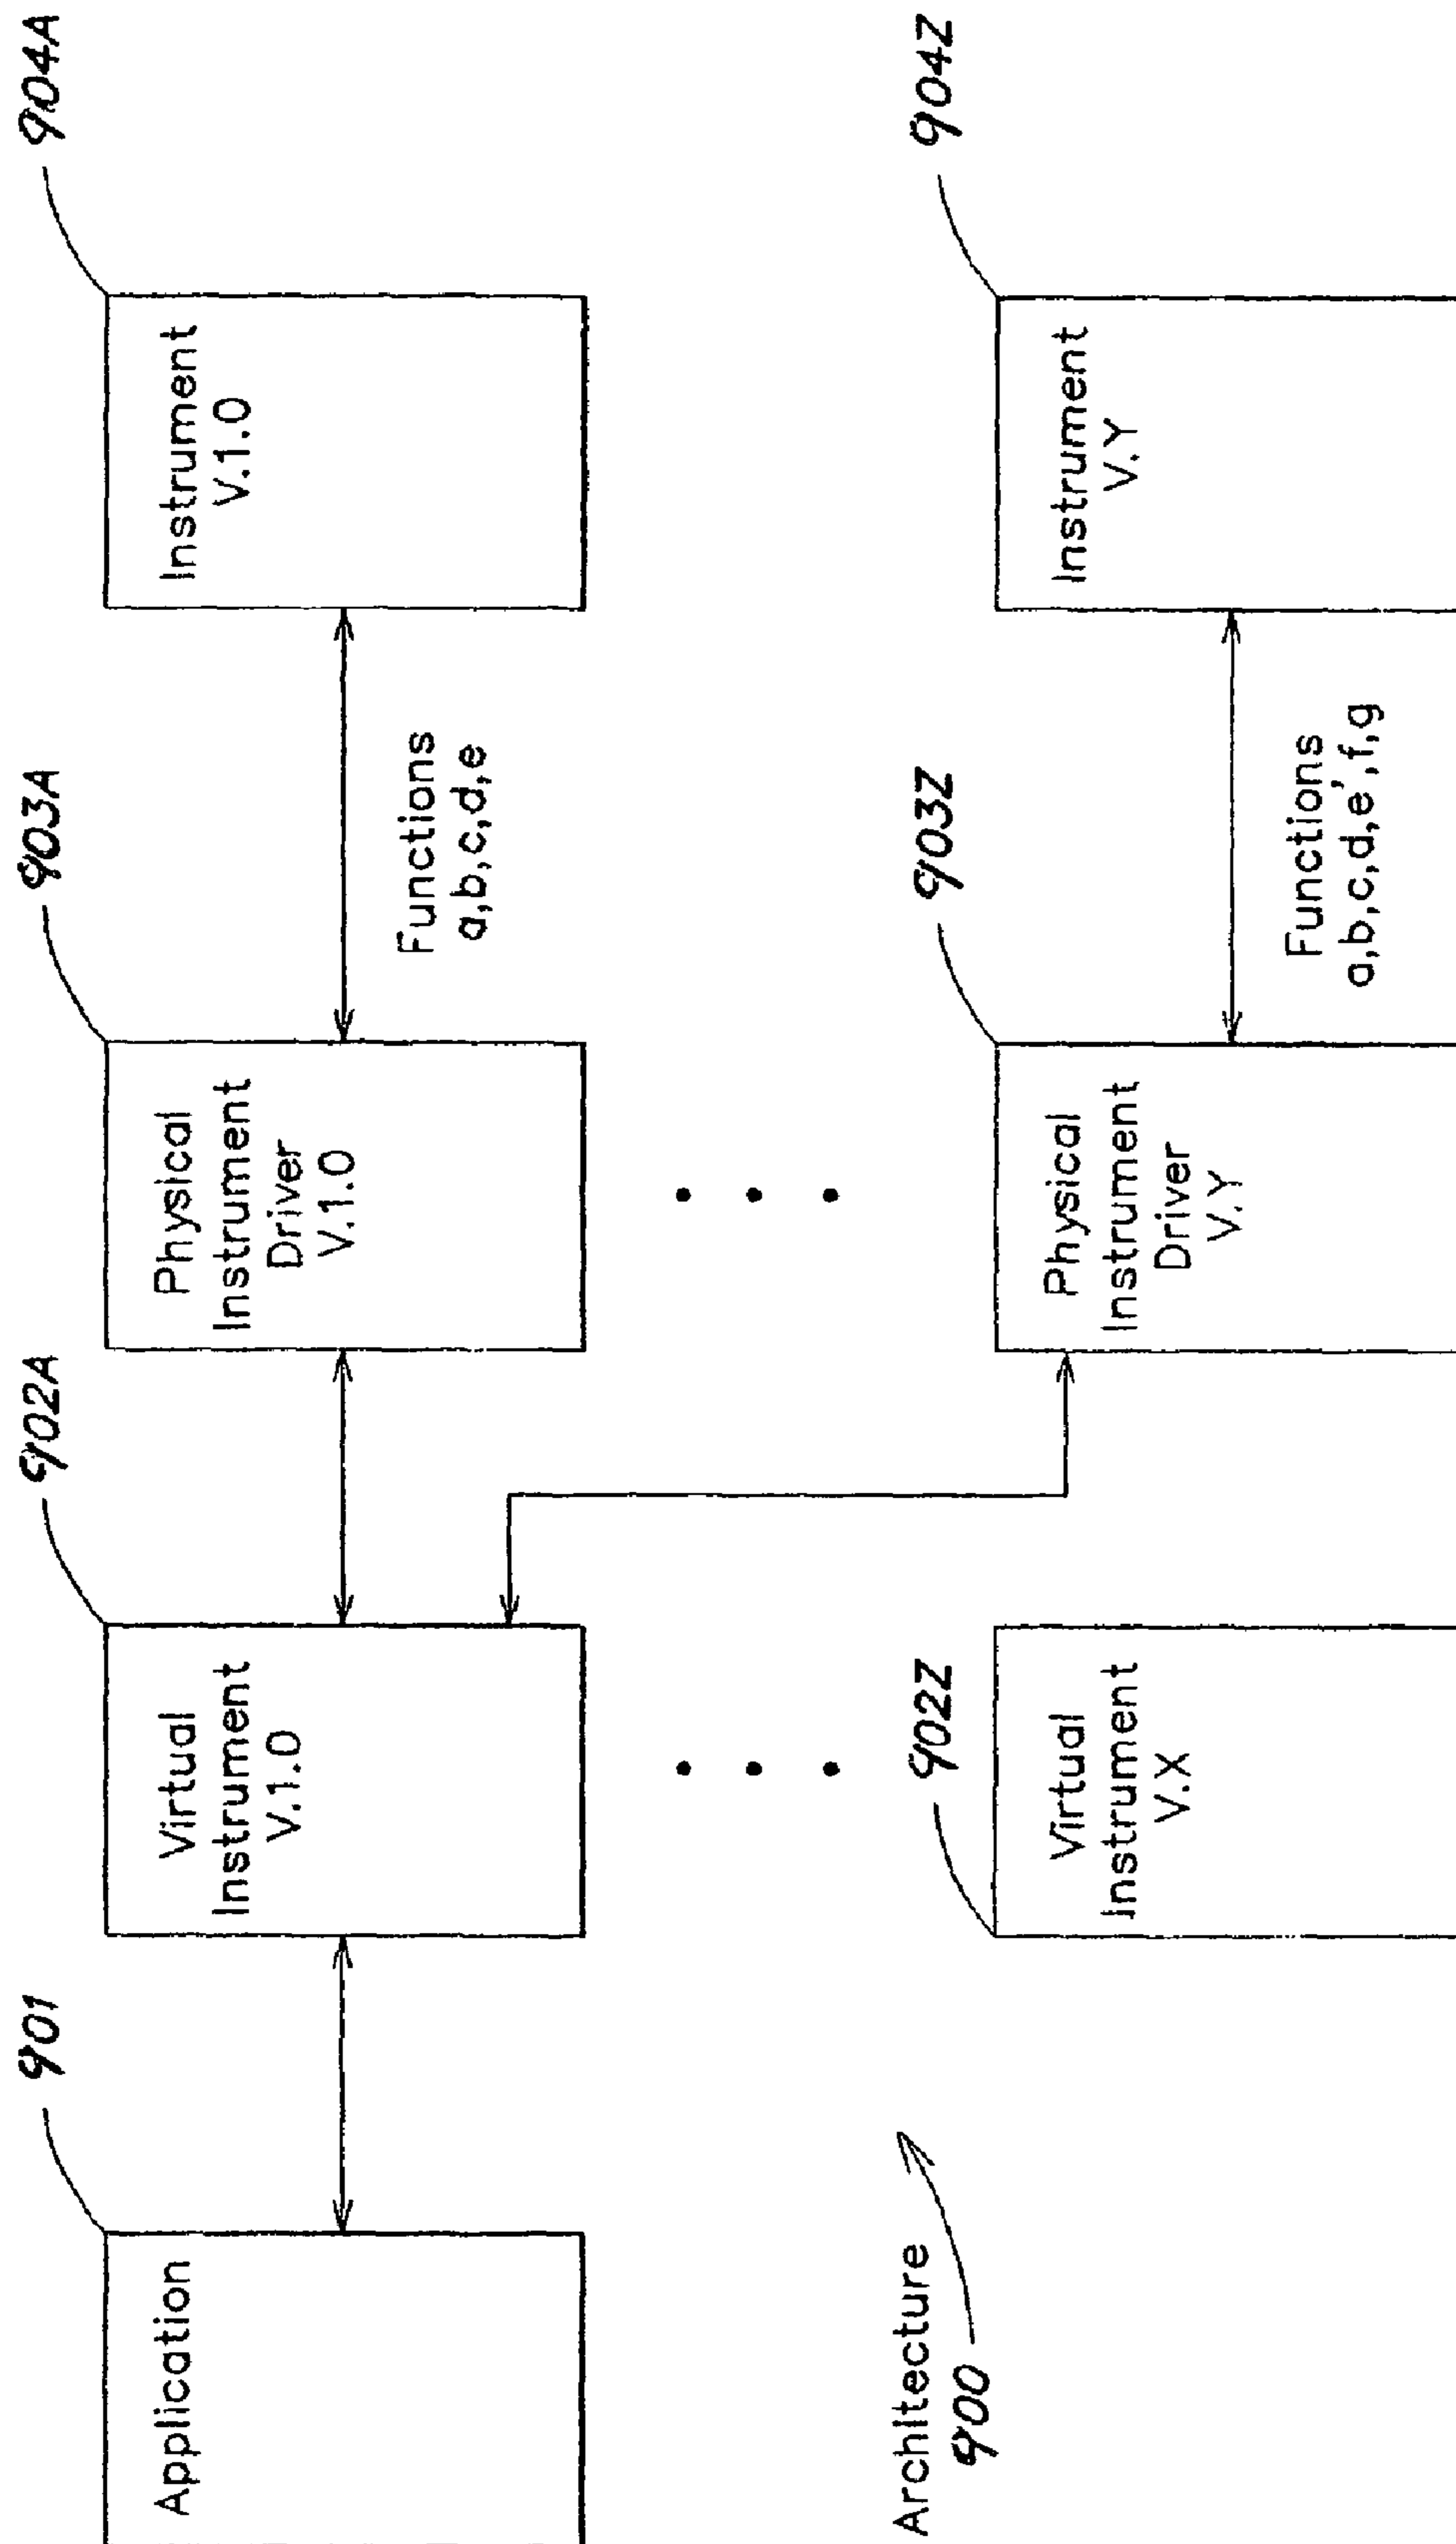 901
Application
902A
Virtual
Instrument
V.1.0
903A
Physical
Instrument
Driver
V.1.0
Functions
a,b,c,d,e
904A
Instrument
V.1.0
Architecture
900
902Z
Virtual
Instrument
V.X
903Z
Physical
Instrument
Driver
V.Y
Functions
a,b,c,d,e',f,g
904Z
Instrument
V.Y